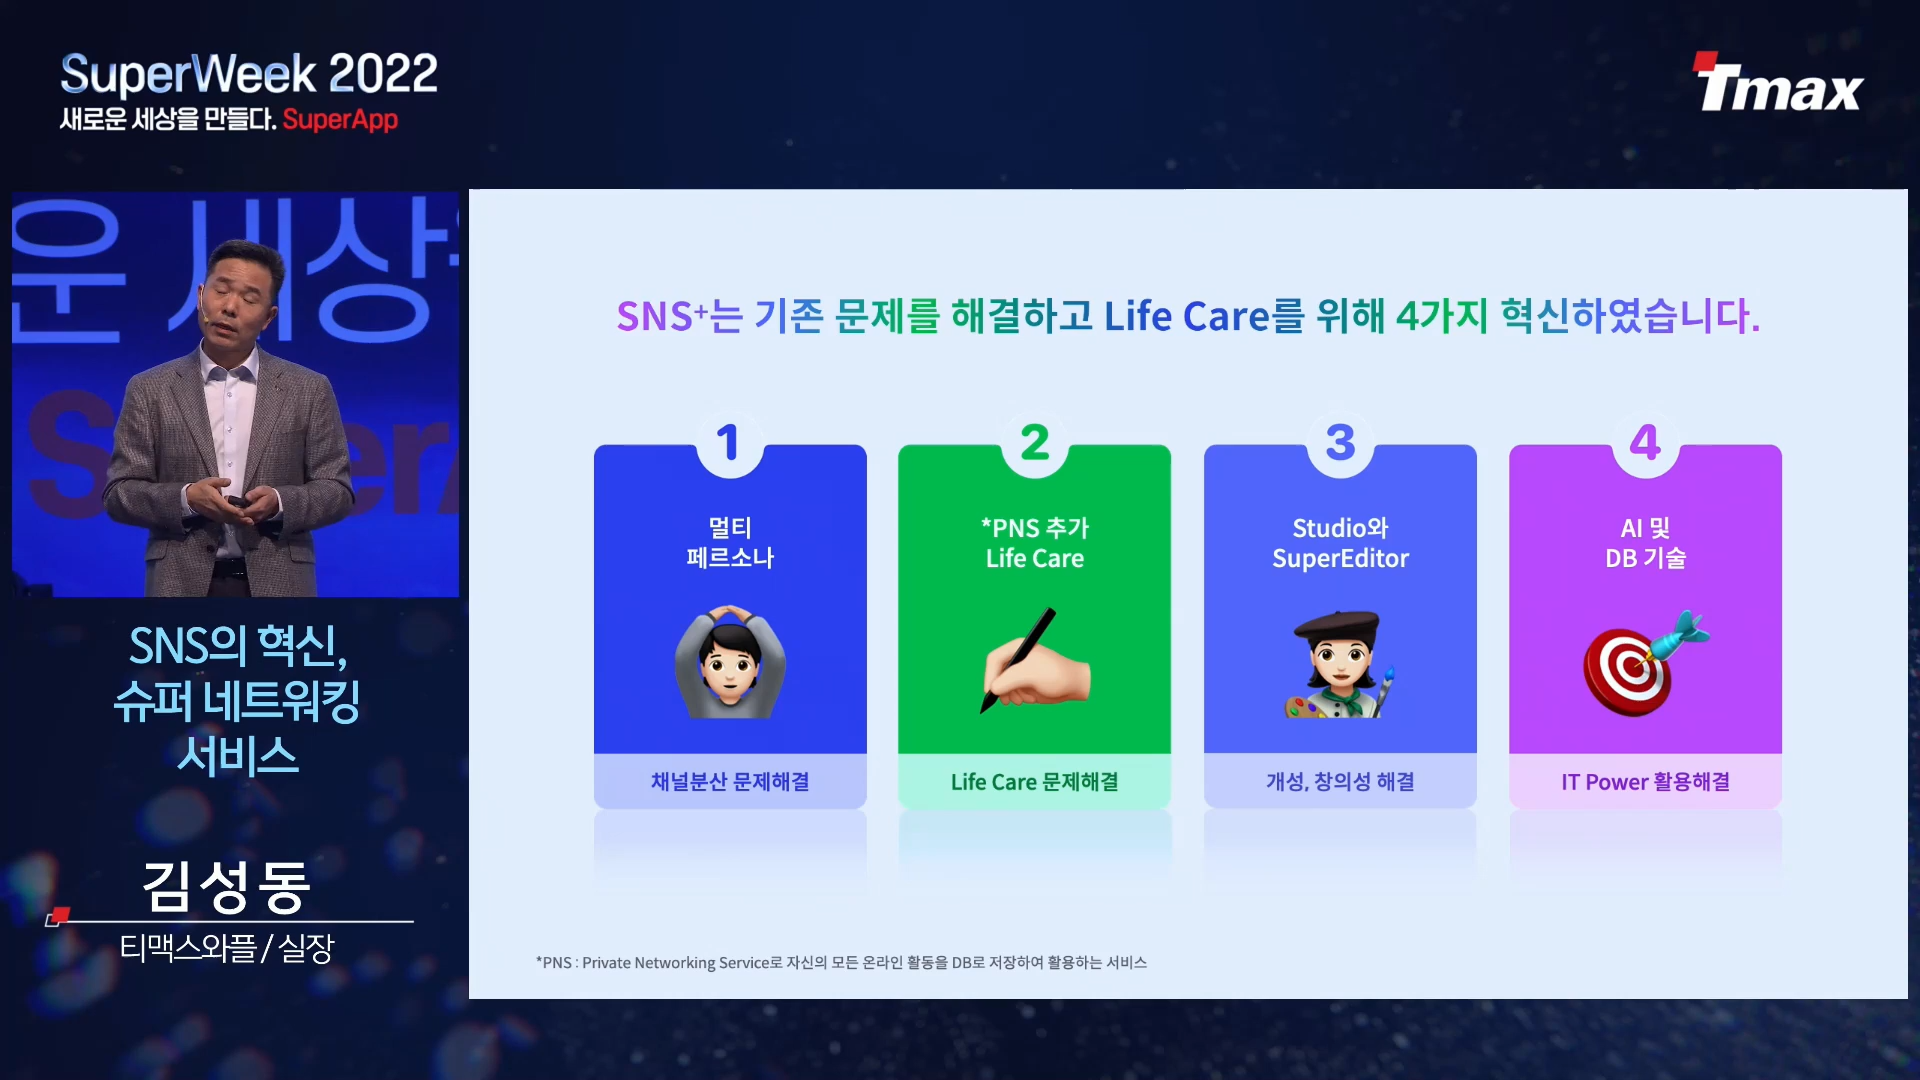 SuperWeek 2022
새로운 세상을 만들다. SuperApp
Tmax
운 세상
SNS의 혁신,
슈퍼 네트워킹
서비스
김성동
티맥스와플 / 실장
SNS⁺는 기존 문제를 해결하고 Life Care를 위해 4가지 혁신하였습니다.
1
멀티
페르소나
채널분산 문제해결
2
*PNS 추가
Life Care
Life Care 문제해결
3
Studio와
SuperEditor
개성, 창의성 해결
4
AI 및
DB 기술
IT Power 활용해결
*PNS : Private Networking Service로 자신의 모든 온라인 활동을 DB로 저장하여 활용하는 서비스